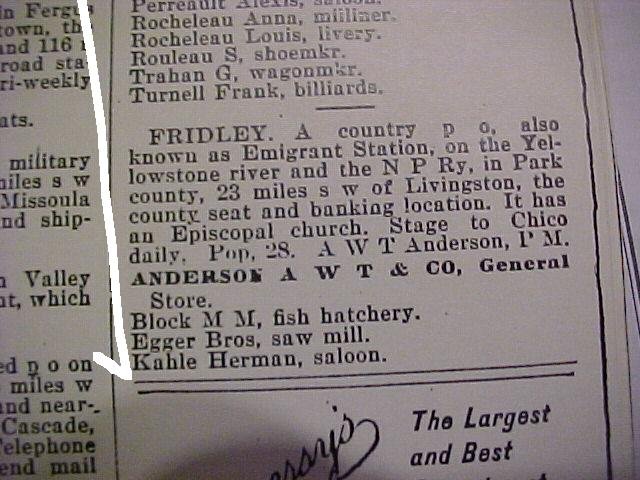 in Fergus
town, th
and 116
road sta
ri-weekly
ats.
military
miles s w
Missoula
nd ship-
n Valley
nt, which
ed p o on
miles w
and near-
Cascade,
Telephone
end mail
Perreault Alexis, saloon.
Rocheleau Anna, milliner.
Rocheleau Louis, livery.
Rouleau S, shoemkr.
Trahan G, wagonmkr.
Turnell Frank, billiards.
FRIDLEY. A country p o, also
known as Emigrant Station, on the Yel-
lowstone river and the N P Ry, in Park
county, 23 miles s w of Livingston, the
county seat and banking location. It has
an Episcopal church. Stage to Chico
daily. Pop, 28. A W T Anderson, P M.
ANDERSON A W T & CO, General
Store.
Block M M, fish hatchery.
Egger Bros, saw mill.
Kahle Herman, saloon.
The Largest
and Best